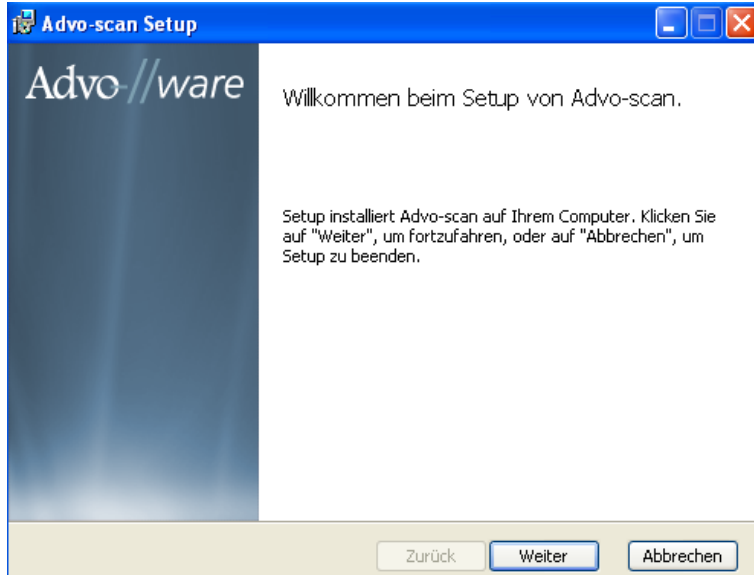 Advo-scan Setup
Advo-//ware
Willkommen beim Setup von Advo-scan.
Setup installiert Advo-scan auf Ihrem Computer. Klicken Sie
auf "Weiter", um fortzufahren, oder auf "Abbrechen", um
Setup zu beenden.
Zurück
Weiter
Abbrechen